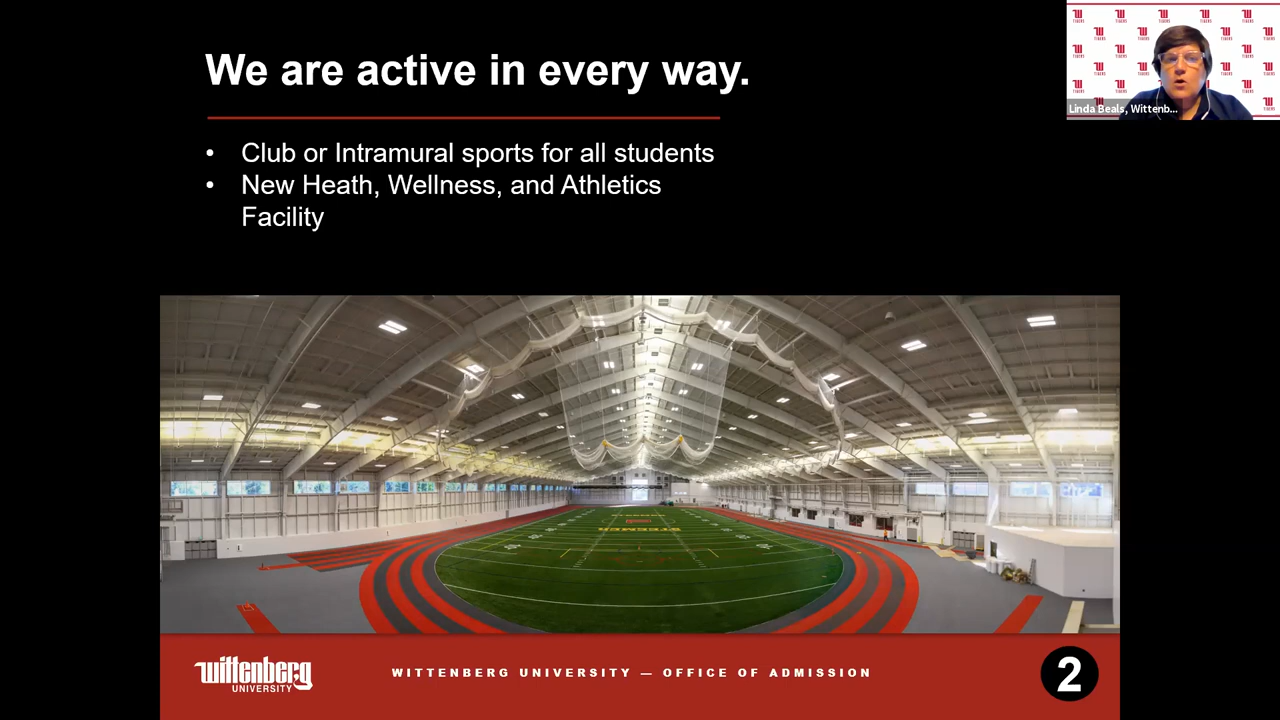 We are active in every way.
• Club or Intramural sports for all students
• New Heath, Wellness, and Athletics
Facility
Linda Beals, Wittenb...
STEEMER
wittenberg
UNIVERSITY
WITTENBERG UNIVERSITY — OFFICE OF ADMISSION
2